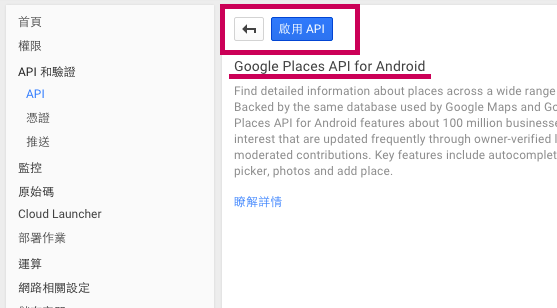 首頁
權限
API 和驗證
API
憑證
推送
監控
原始碼
Cloud Launcher
部署作業
運算
網路相關設定
啟用 API
Google Places API for Android
Find detailed information about places across a wide range
Backed by the same database used by Google Maps and Go
Places API for Android features about 100 million businesse
interest that are updated frequently through owner-verified l
moderated contributions. Key features include autocomplet
picker, photos and add place.
瞭解詳情